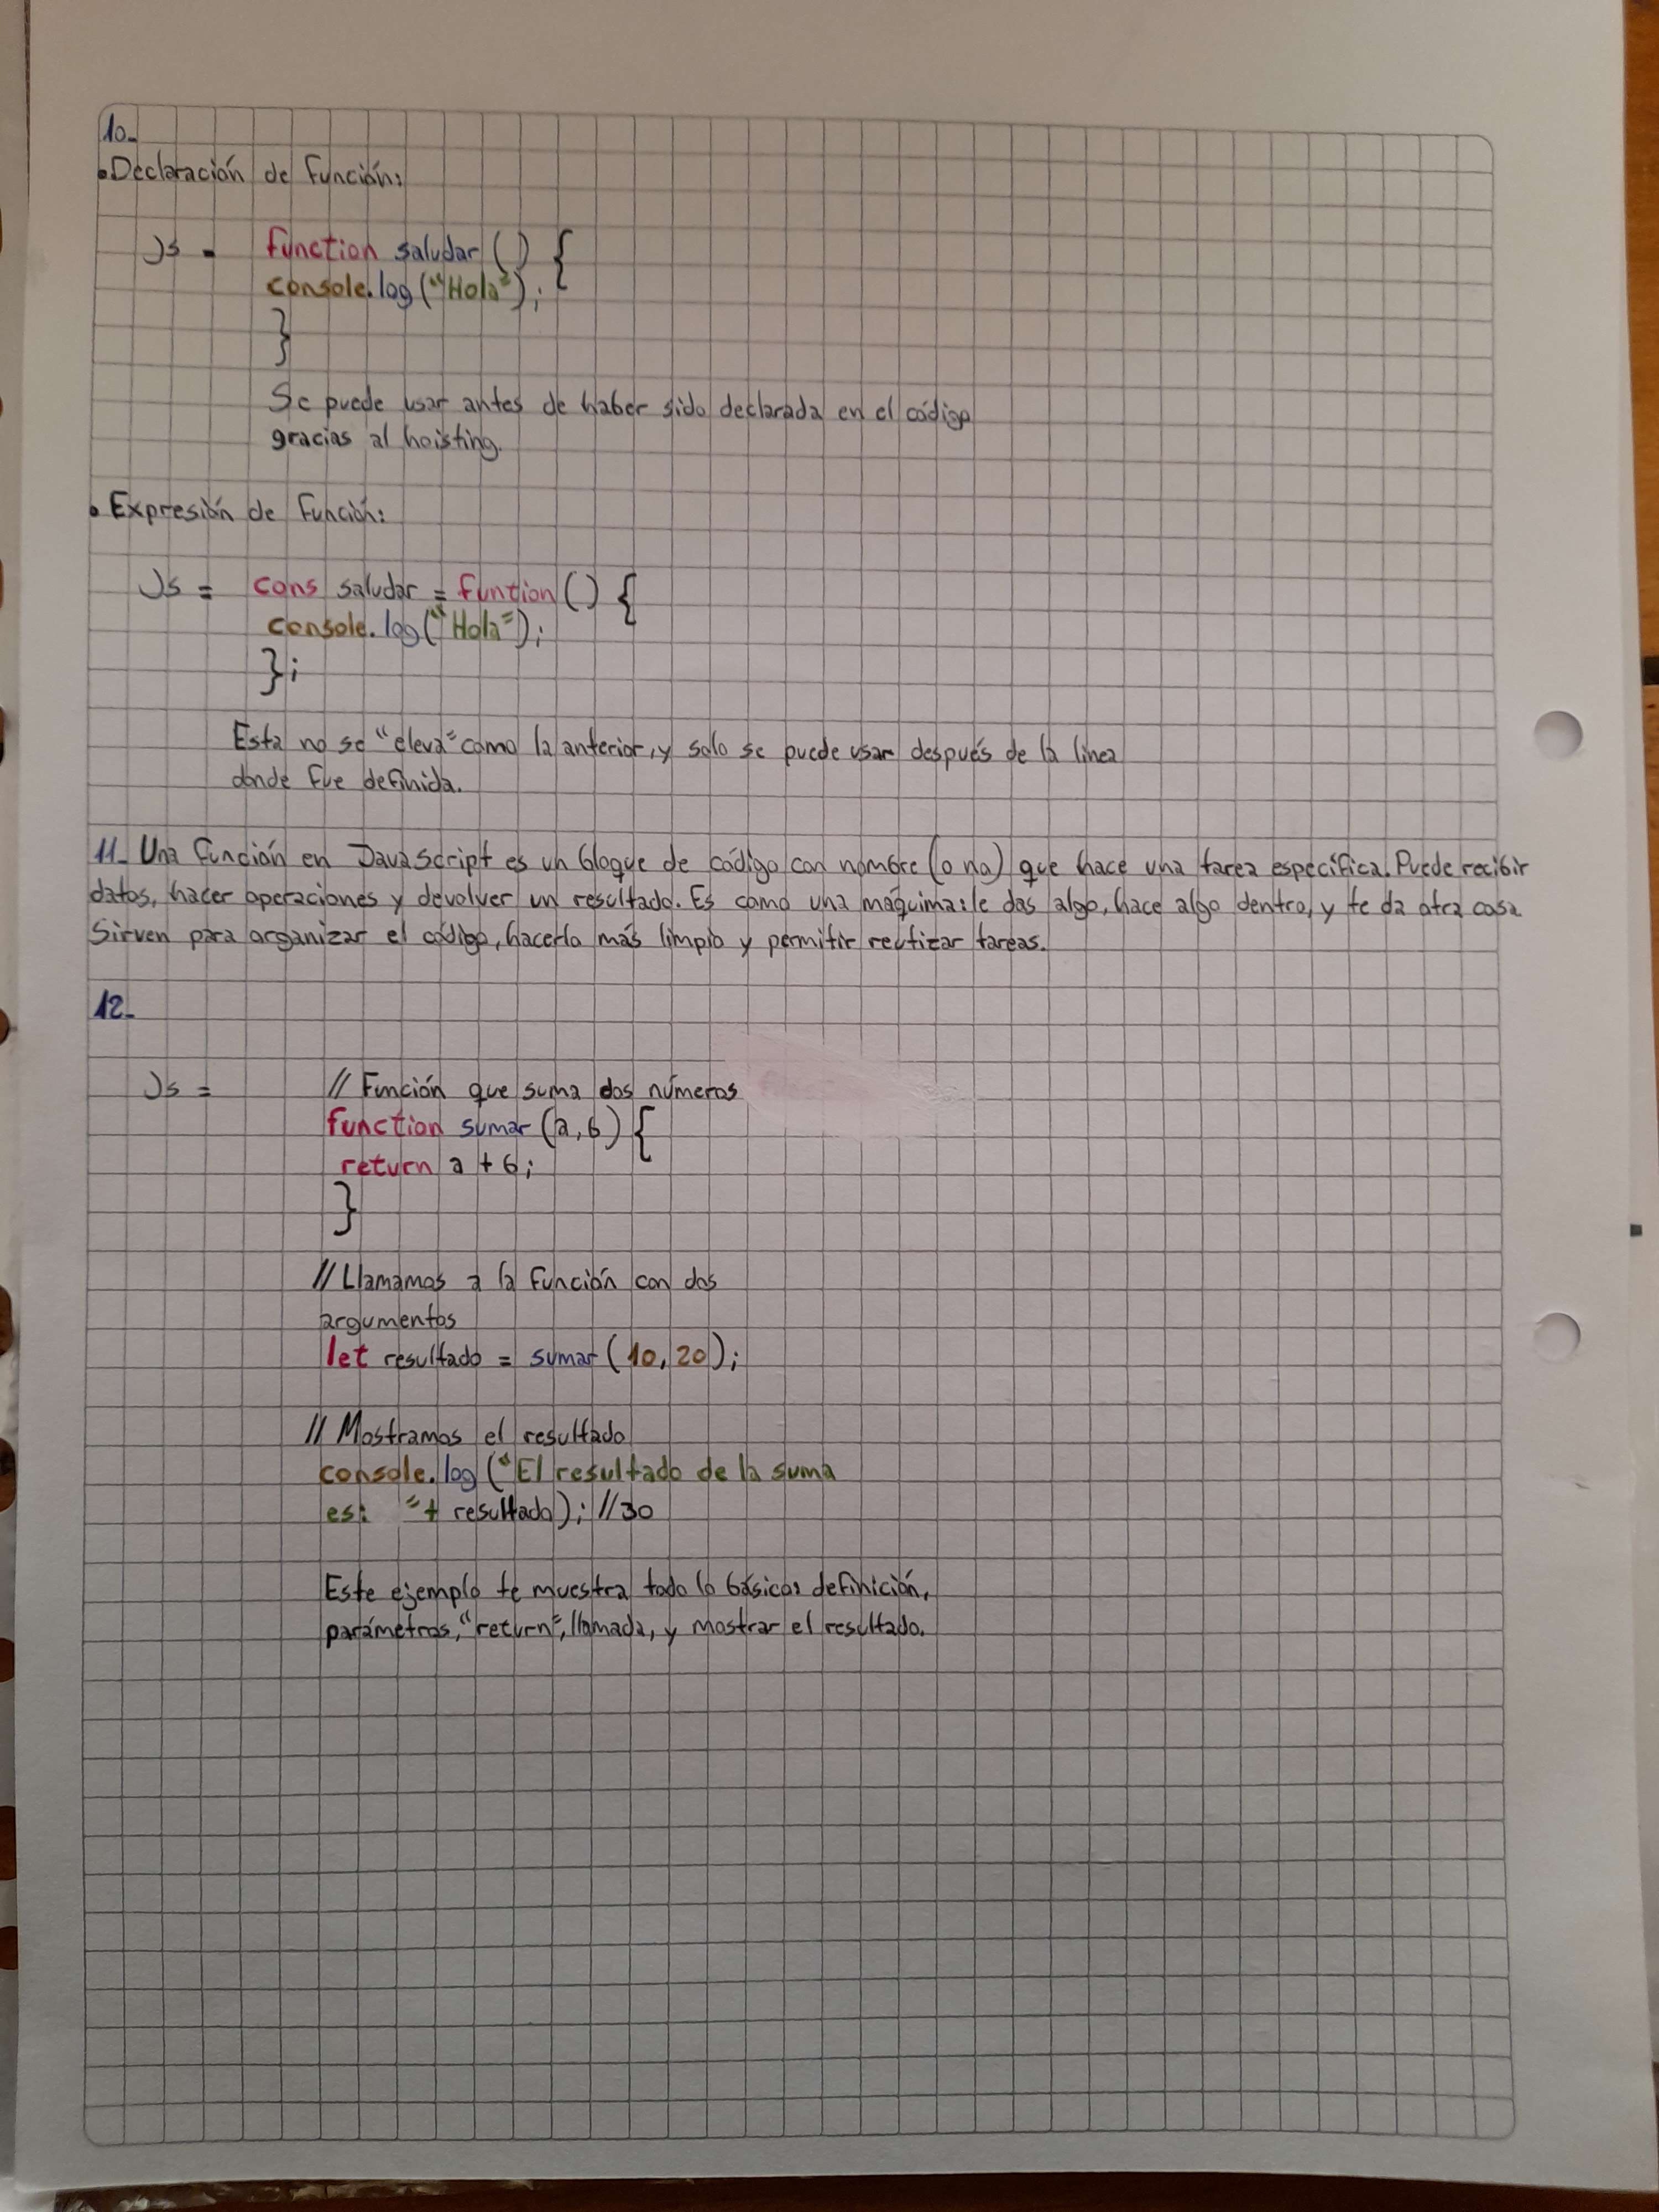 10-
•Declaración de Función:
Js = function saludar () {
console.log("Hola");
}
Se puede usar antes de haber sido declarada en el código
gracias al hoisting.
• Expresión de Función:
Js = cons saludar = funtion () {
console.log("Hola");
};
Esta no se "eleva" como la anterior, y solo se puede usar después de la línea
donde fue definida.
11- Una función en JavaScript es un bloque de código con nombre (o no) que hace una tarea específica. Puede recibir
datos, hacer operaciones y devolver un resultado. Es como una máquima: le das algo, hace algo dentro, y te da otra cosa
Sirven para organizar el código, hacerlo más limpio y permitir reutizar tareas.
12-
Js = // Función que suma dos números
function sumar (a, b) {
return a + b;
}
// Llamamos a la función con dos
argumentos
let resultado = sumar (10, 20);
// Mostramos el resultado
console.log ("El resultado de la suma
es: "+ resultado); //30
Este ejemplo te muestra todo lo básico: definición,
parámetros, "return", llamada, y mostrar el resultado.